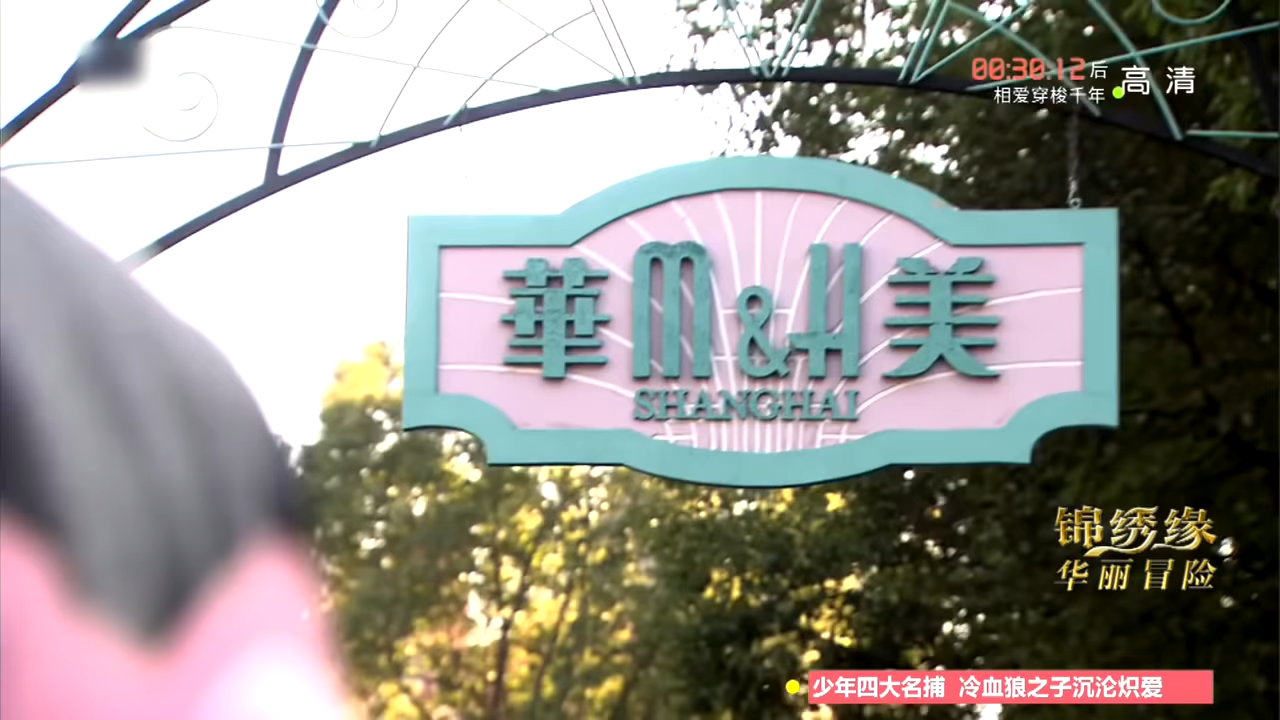 00:30:12后
相爱穿梭千年
高清
華 M&H 美
SHANGHAI
锦绣缘
华丽冒险
少年四大名捕 冷血狼之子沉沦炽爱